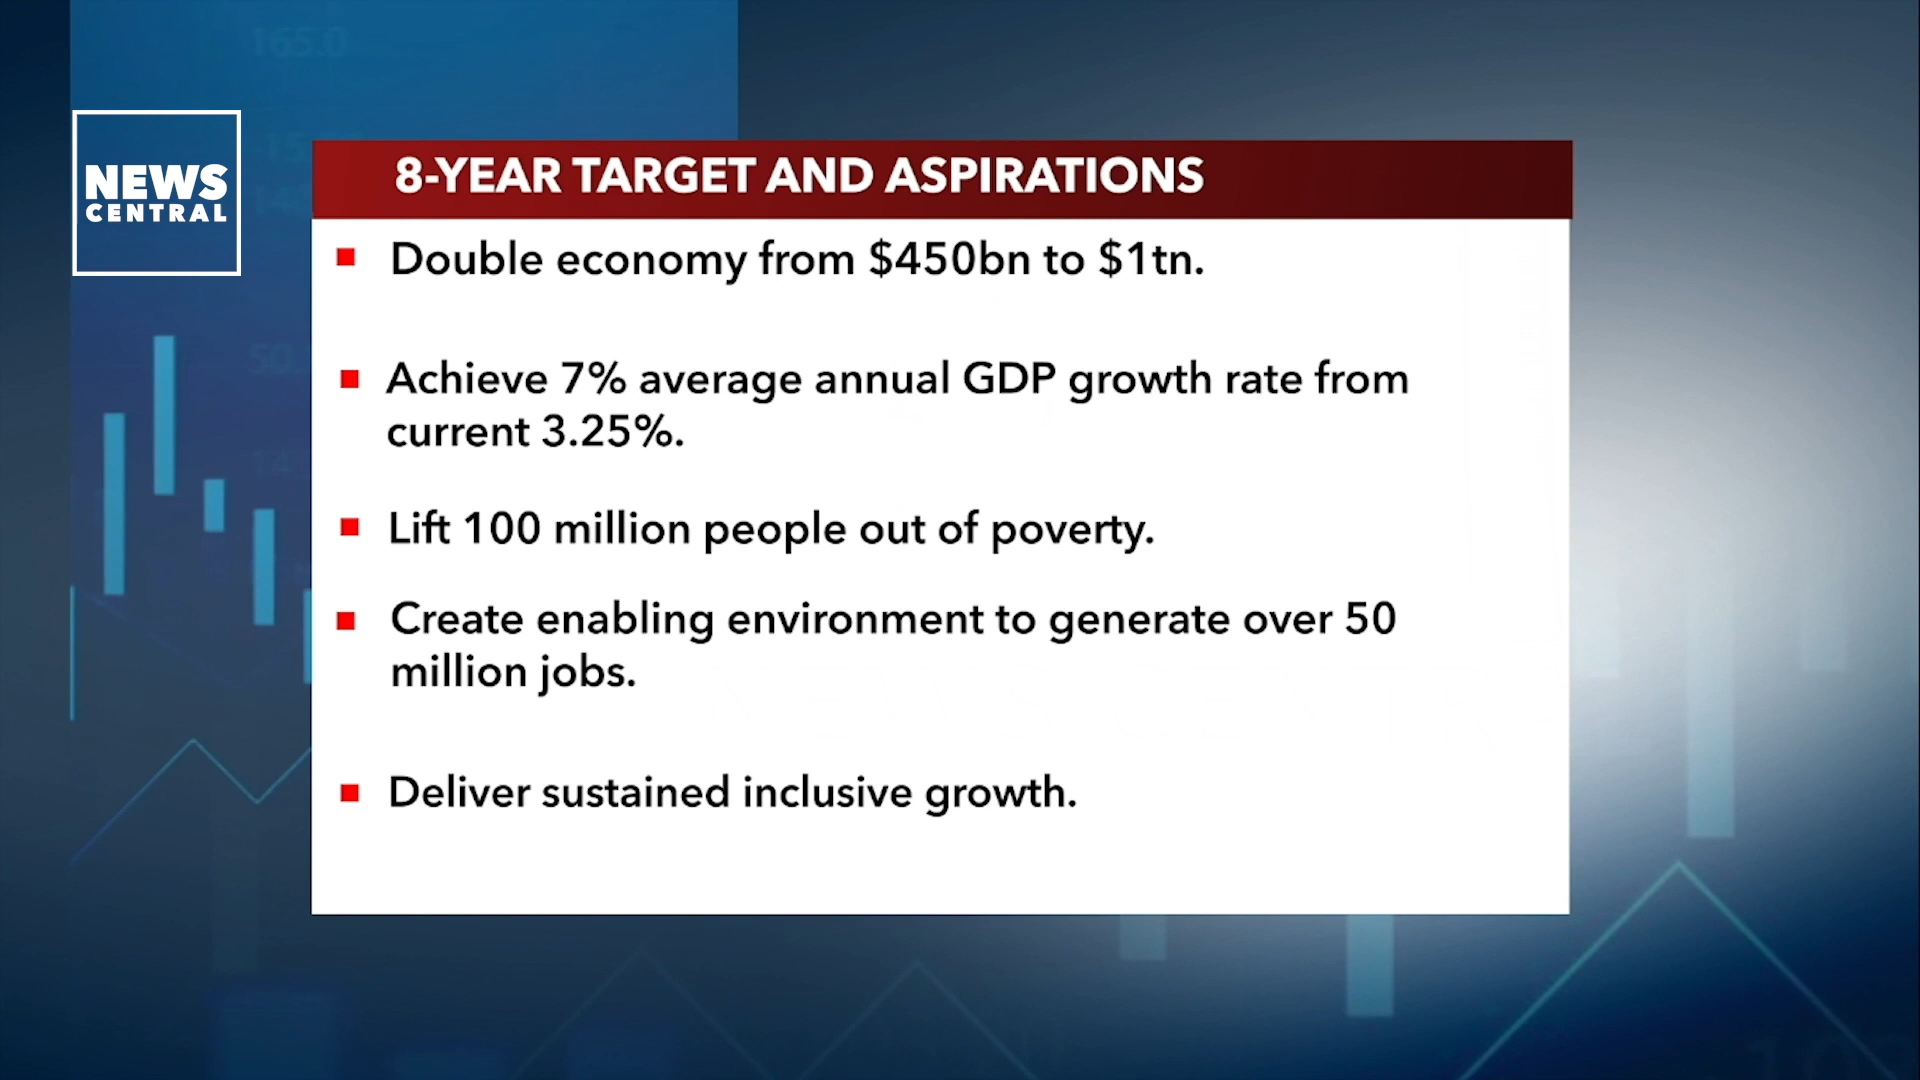 165.0
NEWS
CENTRAL
8-YEAR TARGET AND ASPIRATIONS
Double economy from $450bn to $1tn.
Achieve 7% average annual GDP growth rate from
current 3.25%.
Lift 100 million people out of poverty.
Create enabling environment to generate over 50
million jobs.
Deliver sustained inclusive growth.